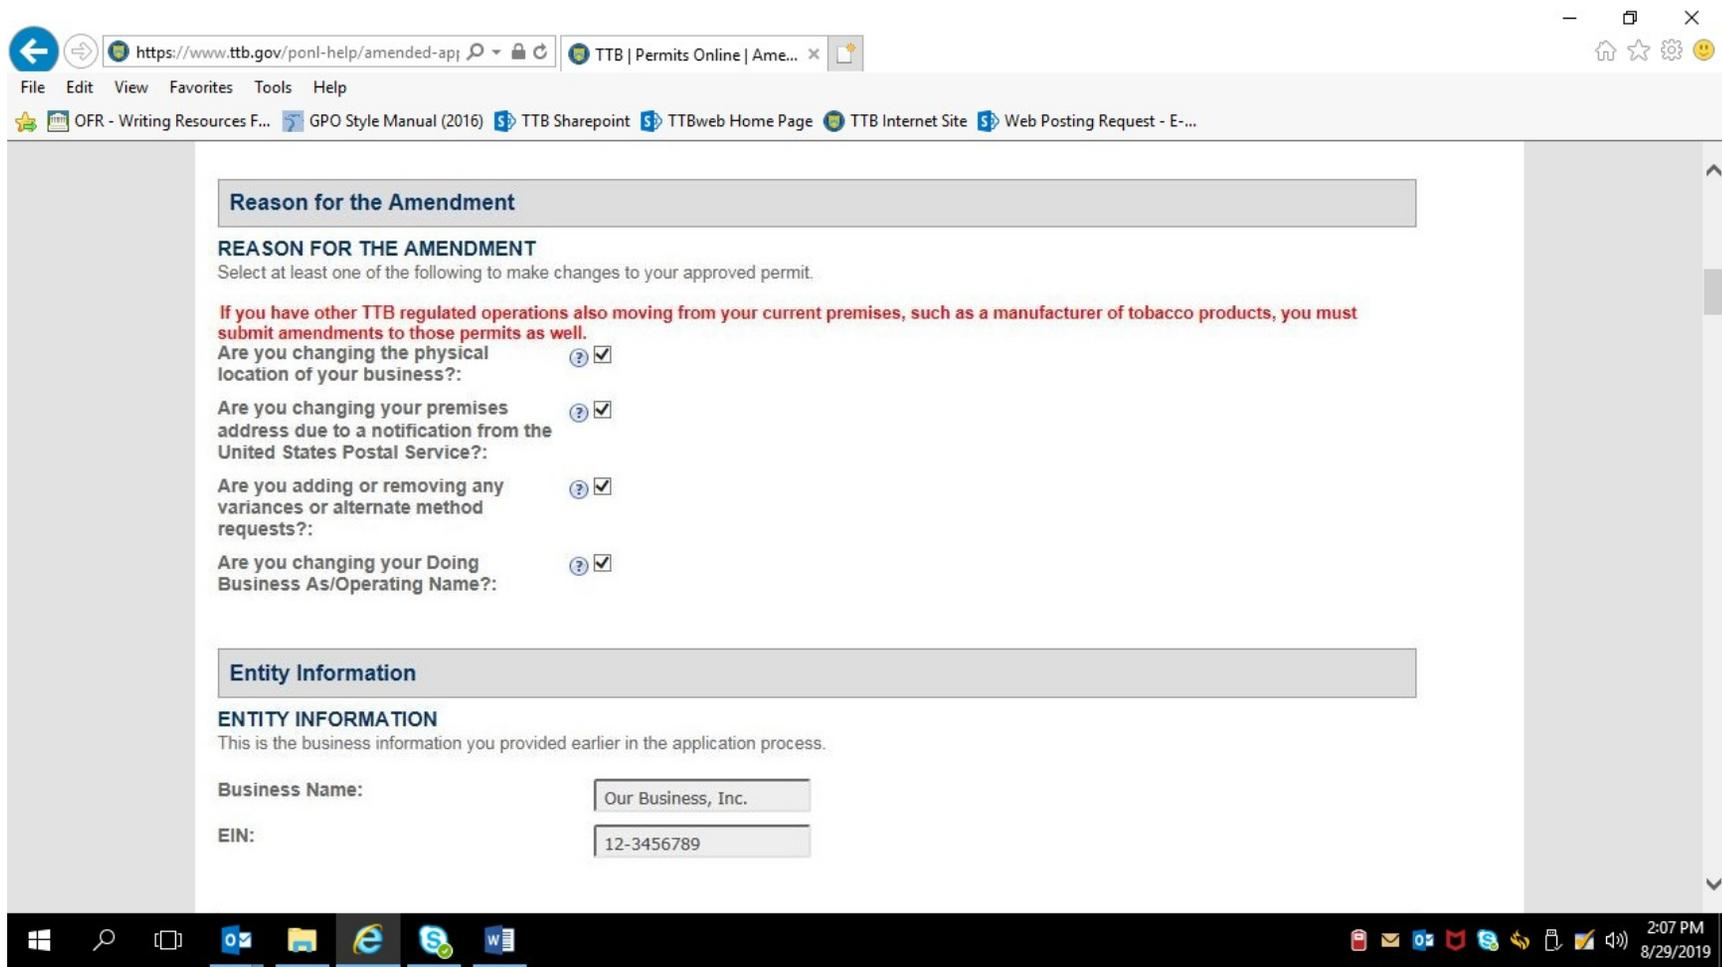 https://www.ttb.gov/ponl-help/amended-ap
TTB | Permits Online | Ame...
File Edit View Favorites Tools Help
OFR - Writing Resources F... GPO Style Manual (2016) TTB Sharepoint TTBweb Home Page TTB Internet Site Web Posting Request - E-...
Reason for the Amendment
REASON FOR THE AMENDMENT
Select at least one of the following to make changes to your approved permit.
If you have other TTB regulated operations also moving from your current premises, such as a manufacturer of tobacco products, you must
submit amendments to those permits as well.
Are you changing the physical
location of your business?:
Are you changing your premises
address due to a notification from the
United States Postal Service?:
Are you adding or removing any
variances or alternate method
requests?:
Are you changing your Doing
Business As/Operating Name?:
Entity Information
ENTITY INFORMATION
This is the business information you provided earlier in the application process.
Business Name: Our Business, Inc.
EIN: 12-3456789
2:07 PM
8/29/2019